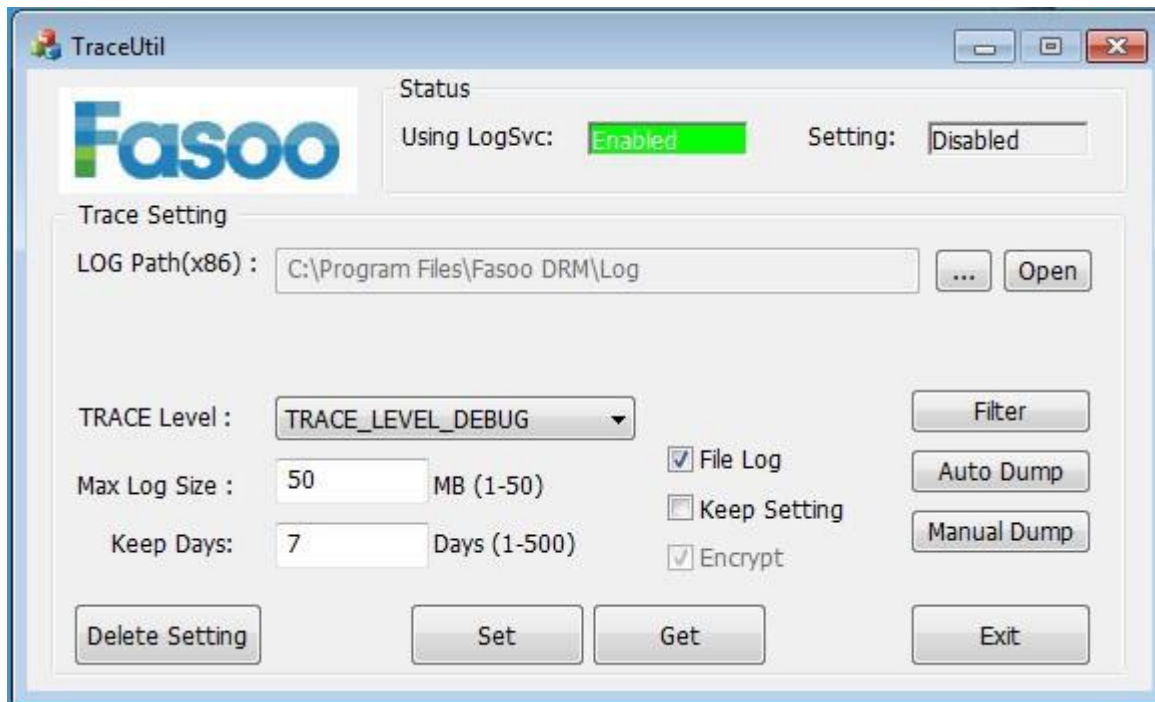 TraceUtil
Fasoo
Status
Using LogSvc: Enabled Setting: Disabled
Trace Setting
LOG Path(x86) : C:\Program Files\Fasoo DRM\Log ... Open
TRACE Level : TRACE_LEVEL_DEBUG Filter
File Log
Max Log Size : 50 MB (1-50) Auto Dump
Keep Setting
Keep Days: 7 Days (1-500) Manual Dump
Encrypt
Delete Setting Set Get Exit